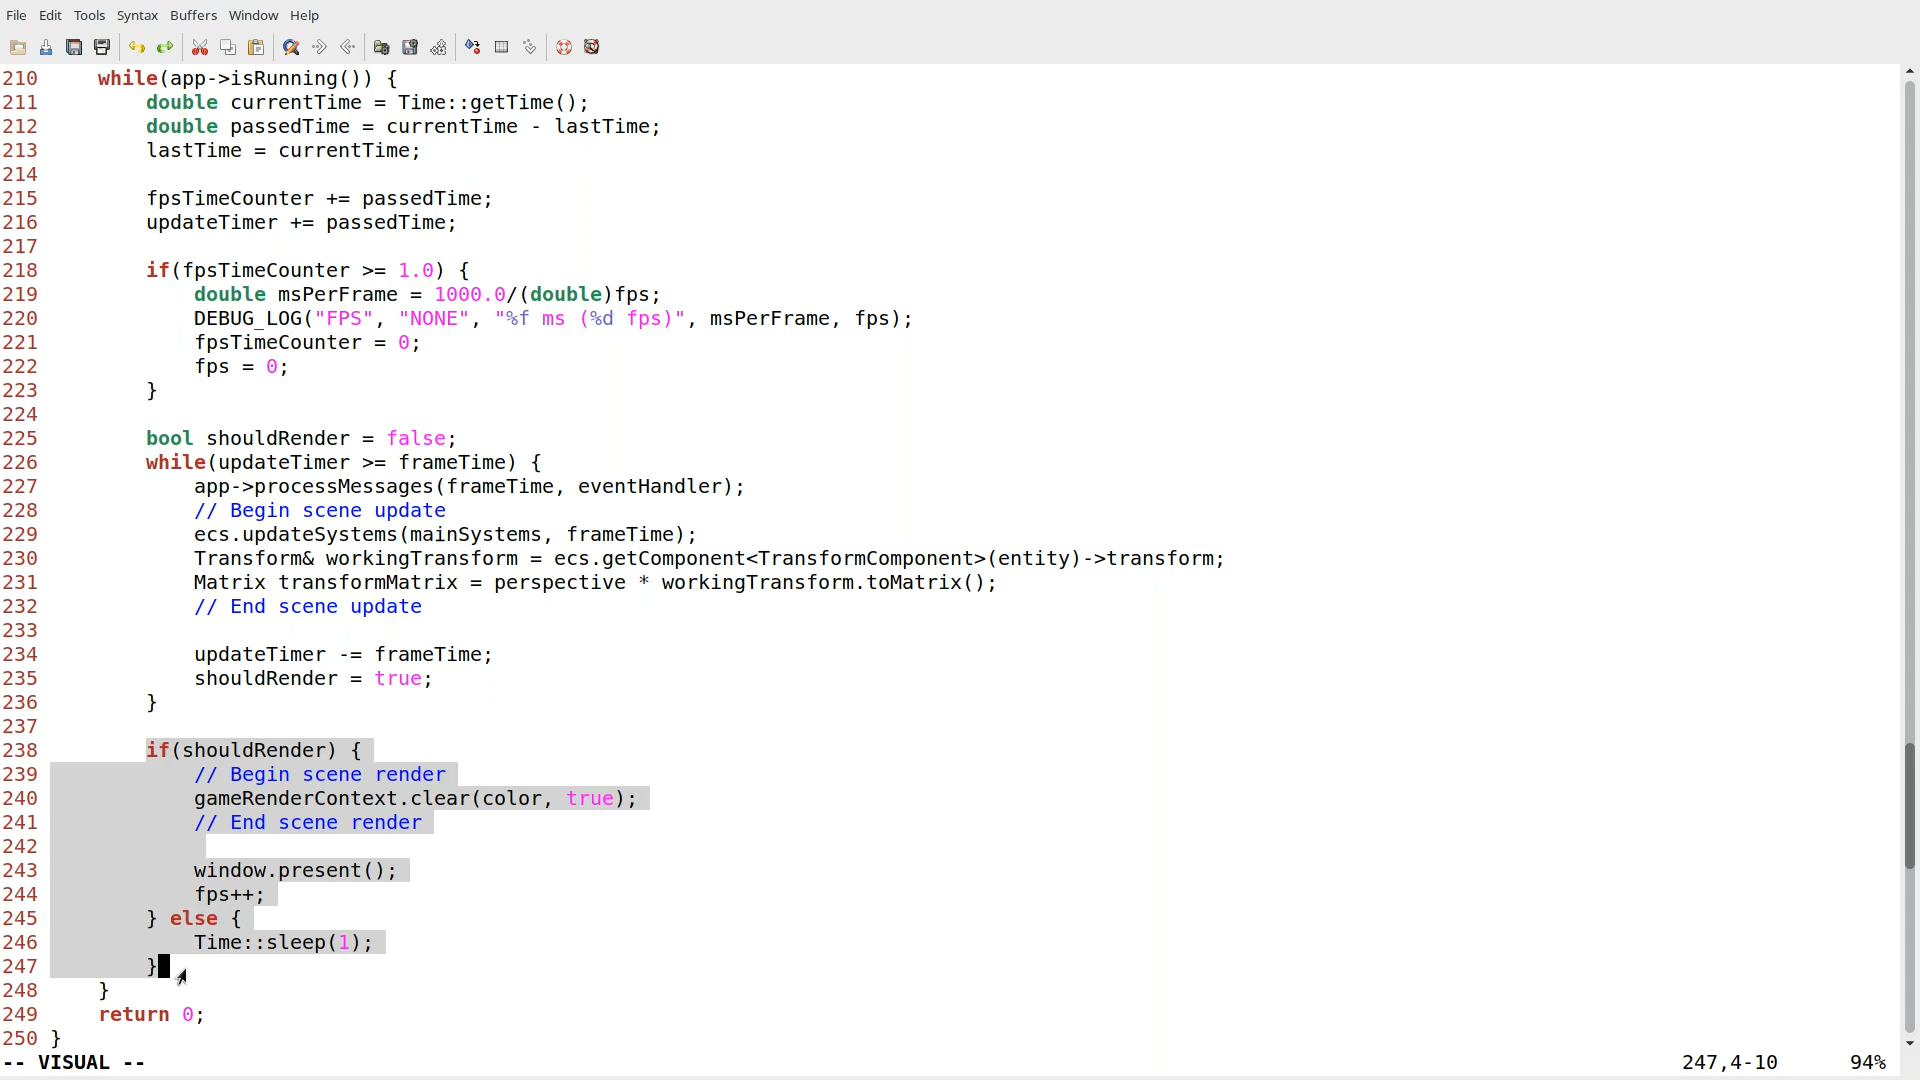 File Edit Tools Syntax Buffers Window Help
210     while(app->isRunning()) {
211         double currentTime = Time::getTime();
212         double passedTime = currentTime - lastTime;
213         lastTime = currentTime;
214
215         fpsTimeCounter += passedTime;
216         updateTimer += passedTime;
217
218         if(fpsTimeCounter >= 1.0) {
219             double msPerFrame = 1000.0/(double)fps;
220             DEBUG_LOG("FPS", "NONE", "%f ms (%d fps)", msPerFrame, fps);
221             fpsTimeCounter = 0;
222             fps = 0;
223         }
224
225         bool shouldRender = false;
226         while(updateTimer >= frameTime) {
227             app->processMessages(frameTime, eventHandler);
228             // Begin scene update
229             ecs.updateSystems(mainSystems, frameTime);
230             Transform& workingTransform = ecs.getComponent<TransformComponent>(entity)->transform;
231             Matrix transformMatrix = perspective * workingTransform.toMatrix();
232             // End scene update
233
234             updateTimer -= frameTime;
235             shouldRender = true;
236         }
237
238         if(shouldRender) {
239             // Begin scene render
240             gameRenderContext.clear(color, true);
241             // End scene render
242
243             window.present();
244             fps++;
245         } else {
246             Time::sleep(1);
247         }
248     }
249     return 0;
250 }
-- VISUAL -- 247,4-10 94%